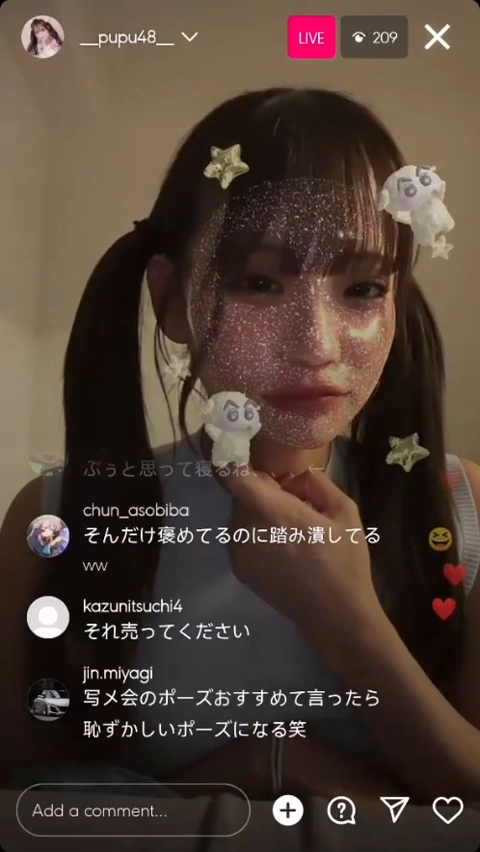 __pupu48__
LIVE
209
ぷぅと思って寝るね、、、←
chun_asobiba
そんだけ褒めてるのに踏み潰してる
ww
kazunitsuchi4
それ売ってください
jin.miyagi
写メ会のポーズおすすめて言ったら
恥ずかしいポーズになる笑
Add a comment...